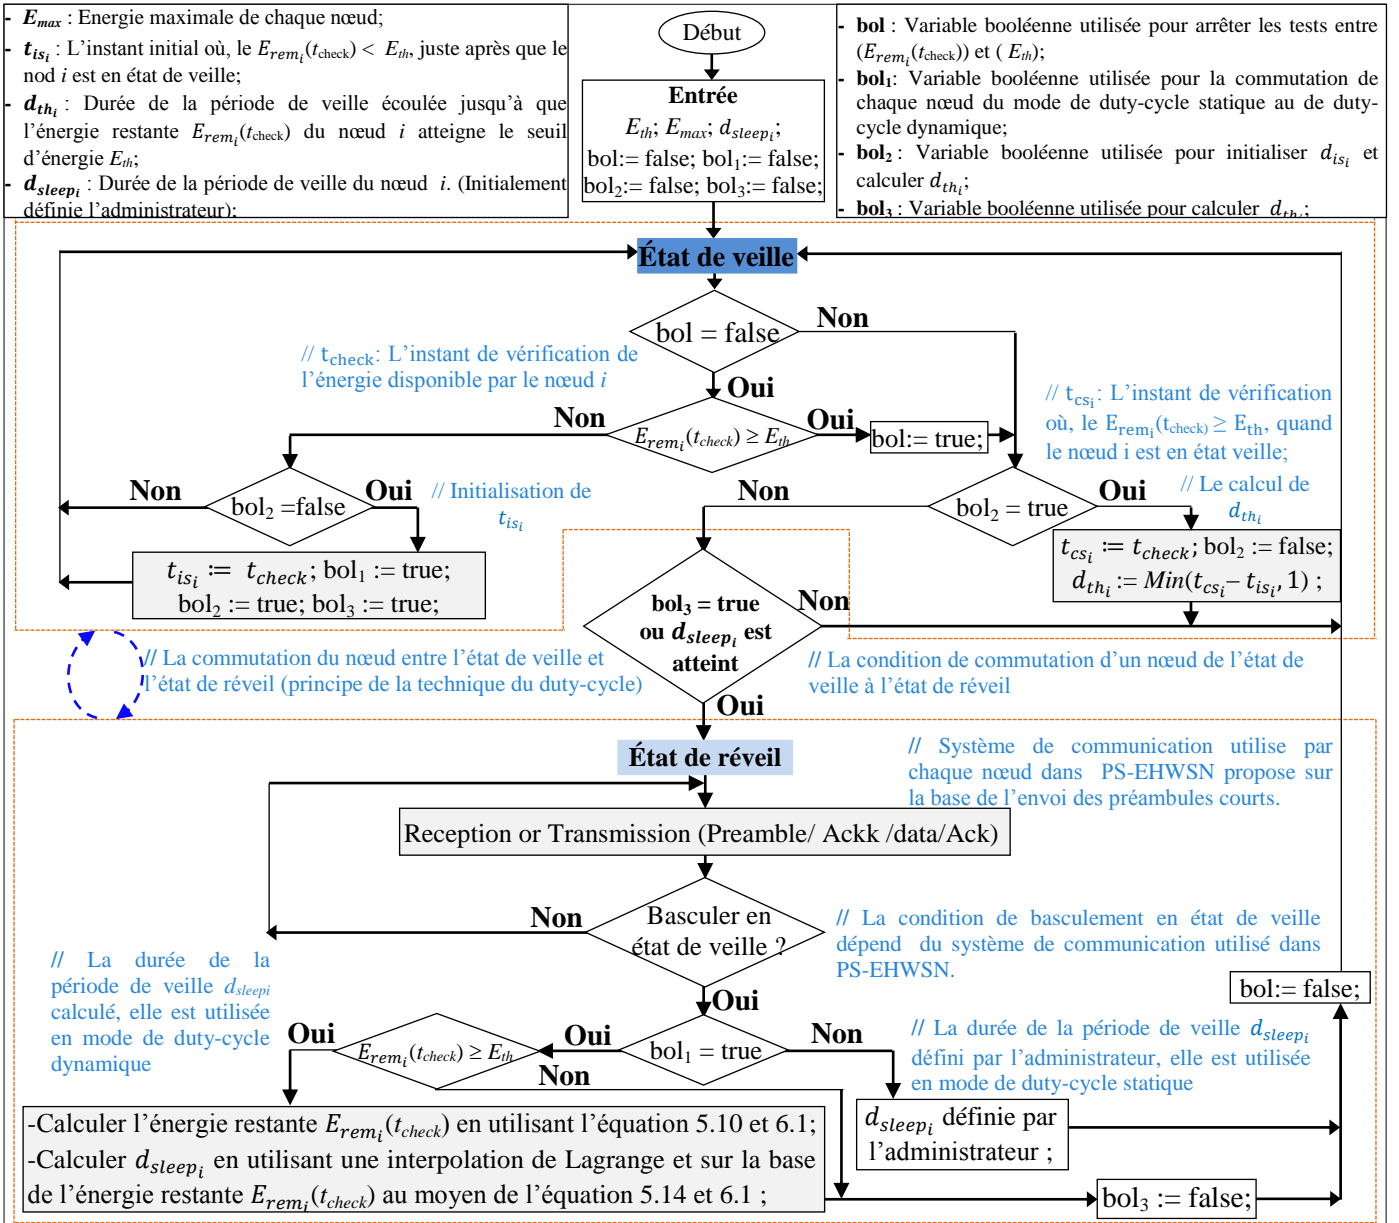 - E_max : Energie maximale de chaque nœud;
- t_is_i : L'instant initial où, le E_rem_i(t_check) < E_th, juste après que le
nod i est en état de veille;
- d_th_i : Durée de la période de veille écoulée jusqu'à que
l'énergie restante E_rem_i(t_check) du nœud i atteigne le seuil
d'énergie E_th;
- d_sleep_i : Durée de la période de veille du nœud i. (Initialement
définie l'administrateur);
Début
Entrée
E_th; E_max; d_sleep_i;
bol:= false; bol₁:= false;
bol₂:= false; bol₃:= false;
- bol : Variable booléenne utilisée pour arrêter les tests entre
(E_rem_i(t_check)) et ( E_th);
- bol₁: Variable booléenne utilisée pour la commutation de
chaque nœud du mode de duty-cycle statique au de duty-
cycle dynamique;
- bol₂ : Variable booléenne utilisée pour initialiser d_is_i et
calculer d_th_i;
- bol₃ : Variable booléenne utilisée pour calculer d_th_i;
État de veille
bol = false
Non
// t_check: L'instant de vérification de
l'énergie disponible par le nœud i
Oui
Non
E_rem_i(t_check) ≥ E_th
Oui
bol:= true;
// t_cs_i: L'instant de vérification
où, le E_rem_i(t_check) ≥ E_th, quand
le nœud i est en état veille;
Non
bol₂ =false
Oui
// Initialisation de
t_is_i
Non
bol₂ = true
Oui
// Le calcul de
d_th_i
t_is_i := t_check; bol₁ := true;
bol₂ := true; bol₃ := true;
t_cs_i := t_check; bol₂ := false;
d_th_i := Min(t_cs_i− t_is_i, 1) ;
bol₃ = true
ou d_sleep_i est
atteint
Non
// La commutation du nœud entre l'état de veille et
l'état de réveil (principe de la technique du duty-cycle)
// La condition de commutation d'un nœud de l'état de
veille à l'état de réveil
Oui
État de réveil
// Système de communication utilise par
chaque nœud dans PS-EHWSN propose sur
la base de l'envoi des préambules courts.
Reception or Transmission (Preamble/ Ackk /data/Ack)
Non
Basculer en
état de veille ?
// La condition de basculement en état de veille
dépend du système de communication utilisé dans
PS-EHWSN.
// La durée de la
période de veille d_sleepi
calculé, elle est utilisée
en mode de duty-cycle
dynamique
Oui
bol:= false;
Oui
E_rem_i(t_check) ≥ E_th
Oui
bol₁ = true
Non
Non
// La durée de la période de veille d_sleep_i
défini par l'administrateur, elle est utilisée
en mode de duty-cycle statique
-Calculer l'énergie restante E_rem_i(t_check) en utilisant l'équation 5.10 et 6.1;
-Calculer d_sleep_i en utilisant une interpolation de Lagrange et sur la base
de l'énergie restante E_rem_i(t_check) au moyen de l'équation 5.14 et 6.1 ;
d_sleep_i définie par
l'administrateur ;
bol₃ := false;